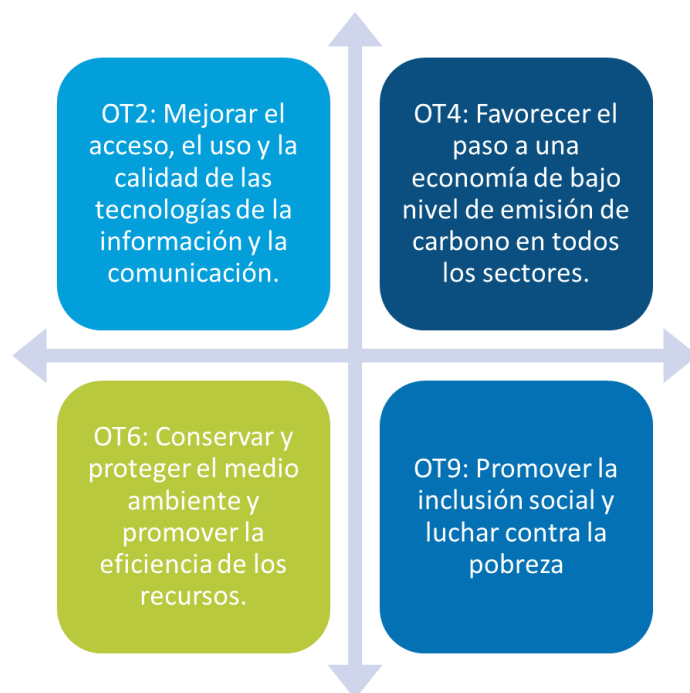 OT2: Mejorar el
acceso, el uso y la
calidad de las
tecnologías de la
información y la
comunicación.
OT4: Favorecer el
paso a una
economía de bajo
nivel de emisión de
carbono en todos
los sectores.
OT6: Conservar y
proteger el medio
ambiente y
promover la
eficiencia de los
recursos.
OT9: Promover la
inclusión social y
luchar contra la
pobreza